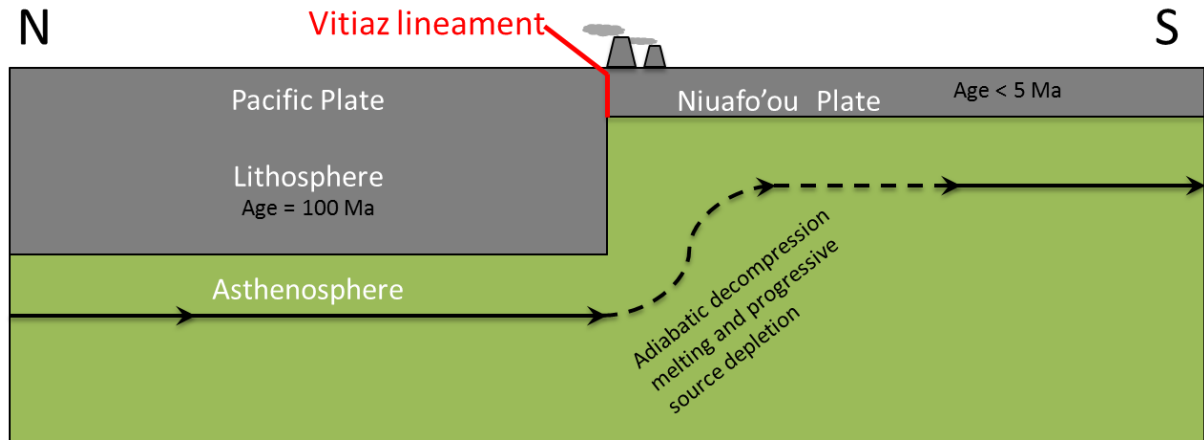 N
Vitiaz lineament
S
Pacific Plate
Niuafo'ou Plate
Age < 5 Ma
Lithosphere
Age = 100 Ma
Asthenosphere
Adiabatic decompression
melting and progressive
source depletion